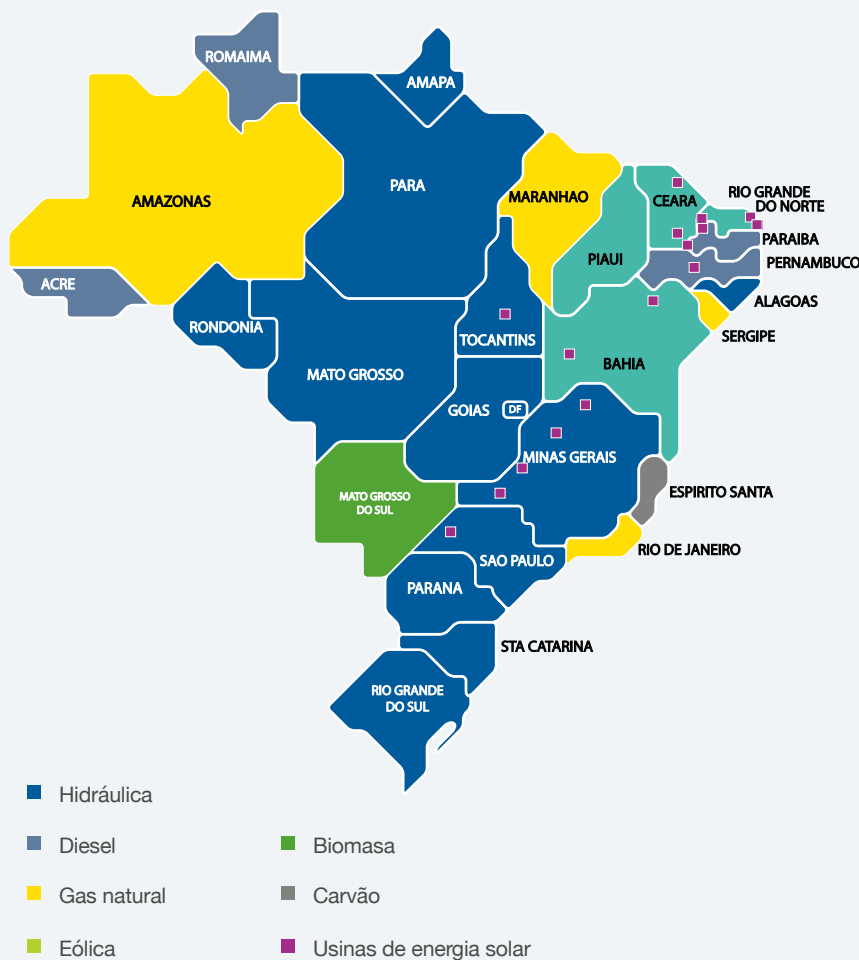 ROMAIMA
AMAPA
AMAZONAS
PARA
MARANHAO
CEARA
RIO GRANDE
DO NORTE
PARAIBA
PIAUI
PERNAMBUCO
ACRE
ALAGOAS
RONDONIA
TOCANTINS
SERGIPE
MATO GROSSO
BAHIA
GOIAS
DF
MINAS GERAIS
MATO GROSSO
DO SUL
ESPIRITO SANTA
RIO DE JANEIRO
SAO PAULO
PARANA
STA CATARINA
RIO GRANDE
DO SUL
Hidráulica
Diesel
Gas natural
Eólica
Biomasa
Carvão
Usinas de energia solar